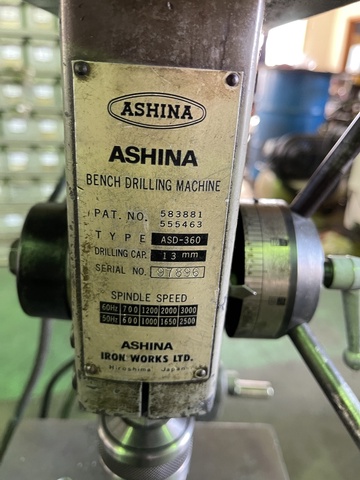 ASHINA
ASHINA
BENCH DRILLING MACHINE
PAT. NO. 583881
555463
TYPE ASD-360
DRILLING CAP. 13 mm
SERIAL NO. 97896
SPINDLE SPEED
60Hz 700 1200 2000 3000
50Hz 600 1000 1650 2500
ASHINA
IRON WORKS LTD.
Hiroshima Japan